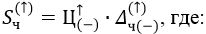 S_ч^(↑) = Ц_(−)^↑ · Δ_ч(−)^(↑), где: